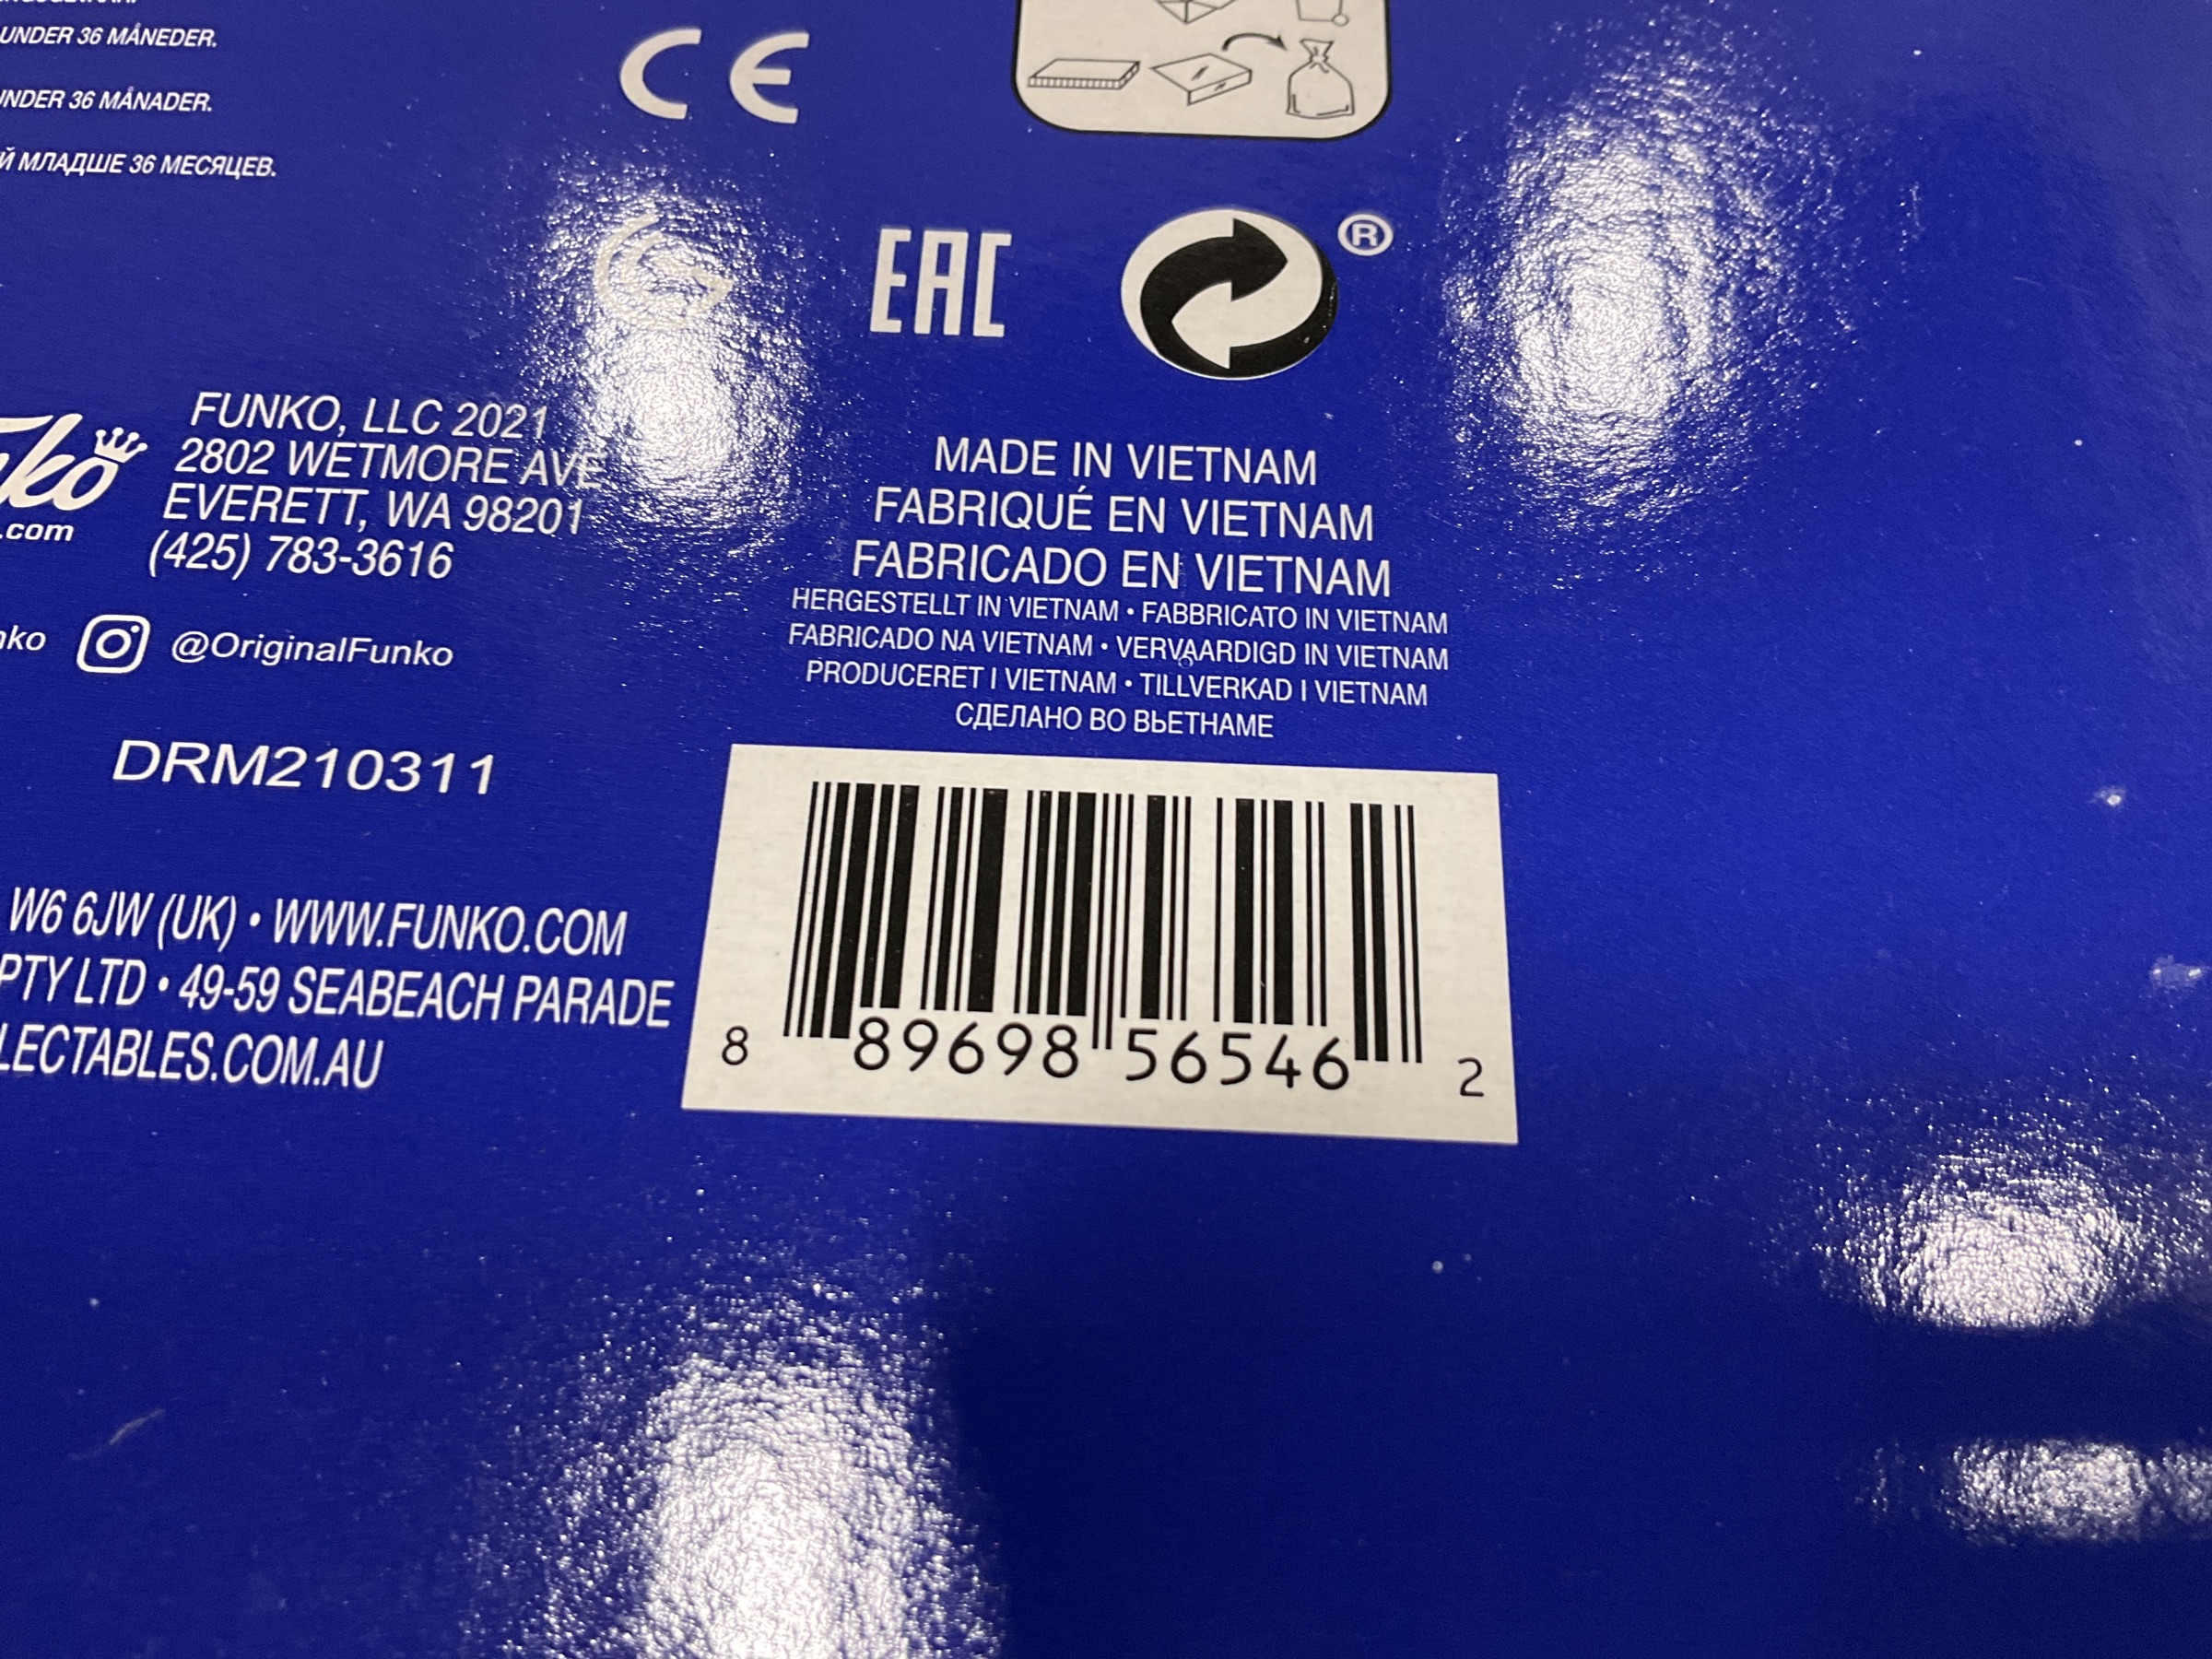 UNDER 36 MÅNEDER.
UNDER 36 MÅNADER.
Й МЛАДШЕ 36 МЕСЯЦЕВ.
CE
EAC
®
FUNKO, LLC 2021
2802 WETMORE AVE
EVERETT, WA 98201
(425) 783-3616
.com
@OriginalFunko
DRM210311
W6 6JW (UK) • WWW.FUNKO.COM
PTY LTD • 49-59 SEABEACH PARADE
LECTABLES.COM.AU
MADE IN VIETNAM
FABRIQUÉ EN VIETNAM
FABRICADO EN VIETNAM
HERGESTELLT IN VIETNAM • FABBRICATO IN VIETNAM
FABRICADO NA VIETNAM • VERVAARDIGD IN VIETNAM
PRODUCERET I VIETNAM • TILLVERKAD I VIETNAM
СДЕЛАНО ВО ВЬЕТНАМЕ
8 89698 56546 2